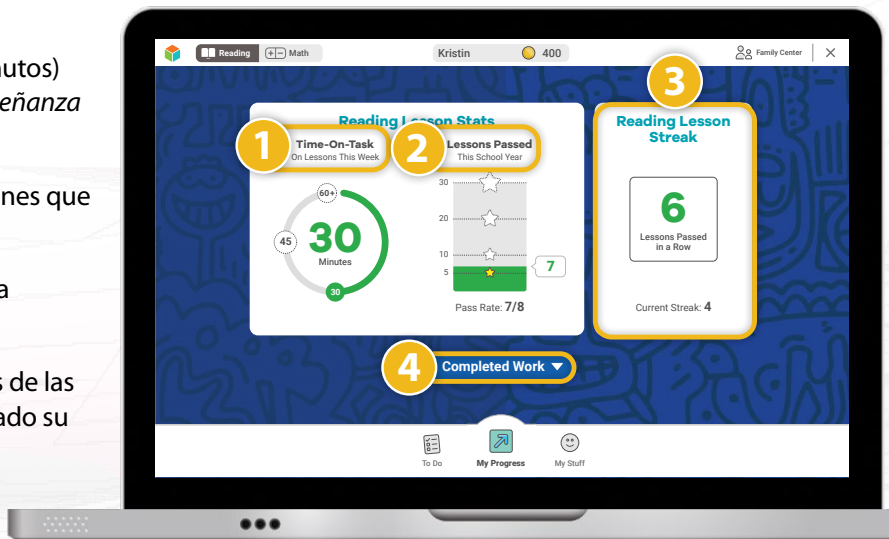 utos)
eñanza
nes que
a
s de las
ado su
Reading
Math
Kristin
400
Family Center
Reading Lesson Stats
1
Time-On-Task
On Lessons This Week
60+
45
30
Minutes
30
2
Lessons Passed
This School Year
30
20
10
5
7
Pass Rate: 7/8
3
Reading Lesson
Streak
6
Lessons Passed
in a Row
Current Streak: 4
4
Completed Work
To Do
My Progress
My Stuff